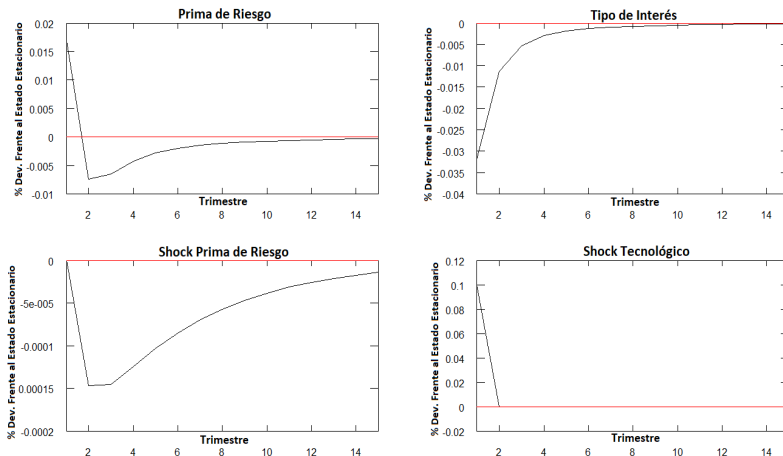 Prima de Riesgo
% Dev. Frente al Estado Estacionario
0.02
0.015
0.01
0.005
0
-0.005
-0.01
2 4 6 8 10 12 14
Trimestre
Tipo de Interés
% Dev. Frente al Estado Estacionario
0
-0.005
-0.01
-0.015
-0.02
-0.025
-0.03
-0.035
-0.04
2 4 6 8 10 12 14
Trimestre
Shock Prima de Riesgo
% Dev. Frente al Estado Estacionario
0
-5e-005
-0.0001
0.00015
-0.0002
2 4 6 8 10 12 14
Trimestre
Shock Tecnológico
% Dev. Frente al Estado Estacionario
0.12
0.1
0.08
0.06
0.04
0.02
0
-0.02
2 4 6 8 10 12 14
Trimestre